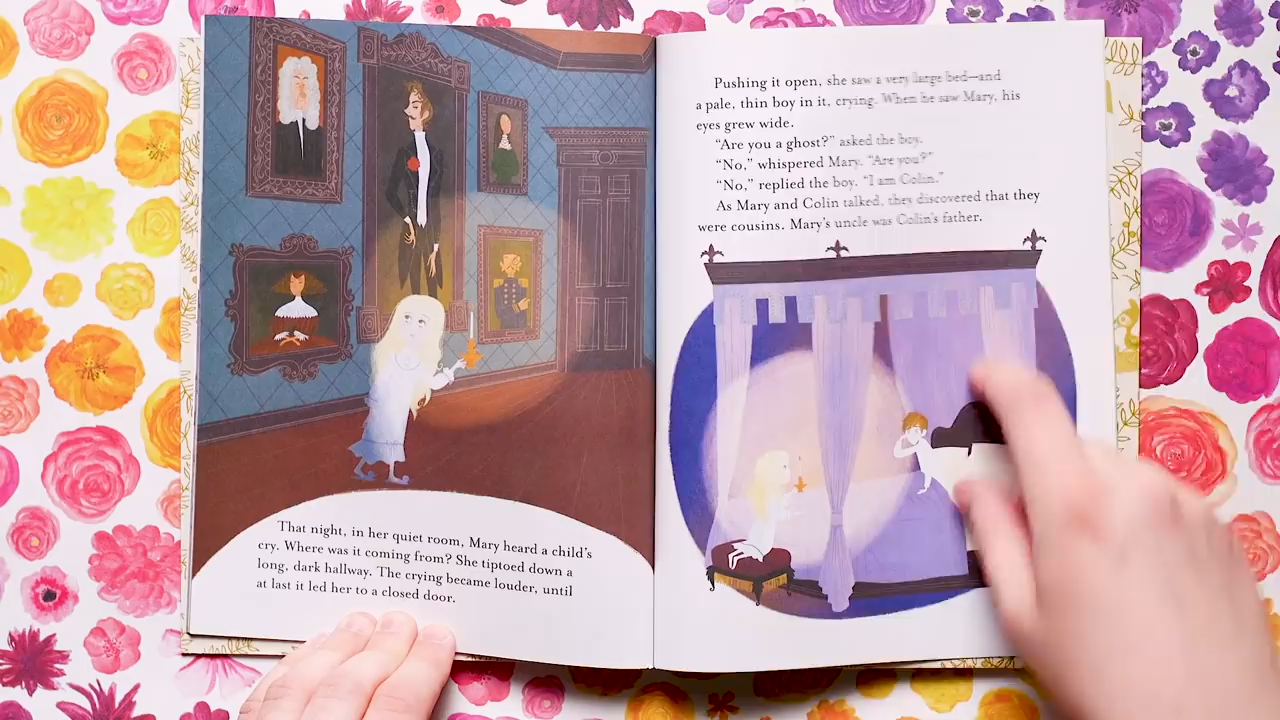 That night, in her quiet room, Mary heard a child's
cry. Where was it coming from? She tiptoed down a
long, dark hallway. The crying became louder, until
at last it led her to a closed door.
Pushing it open, she saw a very large bed—and
a pale, thin boy in it, crying. When he saw Mary, his
eyes grew wide.
"Are you a ghost?" asked the boy.
"No," whispered Mary. "Are you?"
"No," replied the boy. "I am Colin."
As Mary and Colin talked, they discovered that they
were cousins. Mary's uncle was Colin's father.